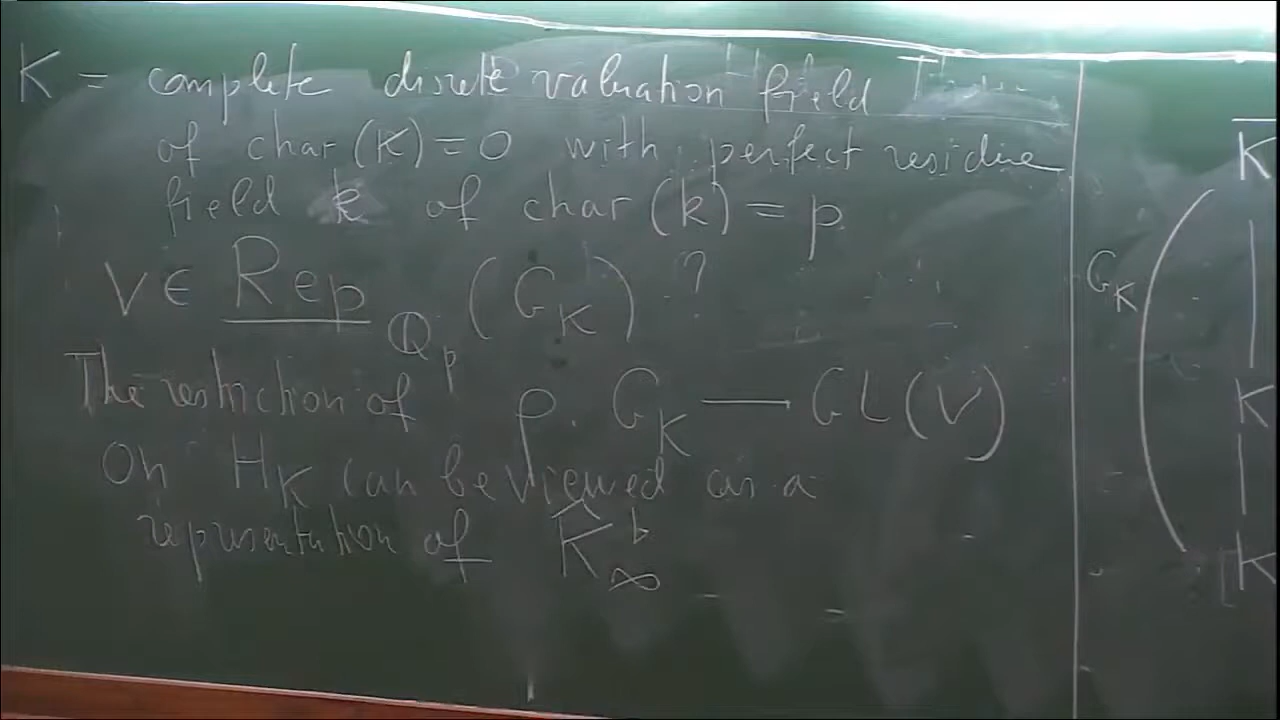 K = complete discrete valuation field
of char(K)=0 with perfect residue
field k of char(k) = p
V ∈ Rep_{Q_p}(G_K) ?
The restriction of ρ: G_K — GL(V)
on H_K can be viewed as a
representation of \hat{K}_∞^♭
K̄
G_K
K
K